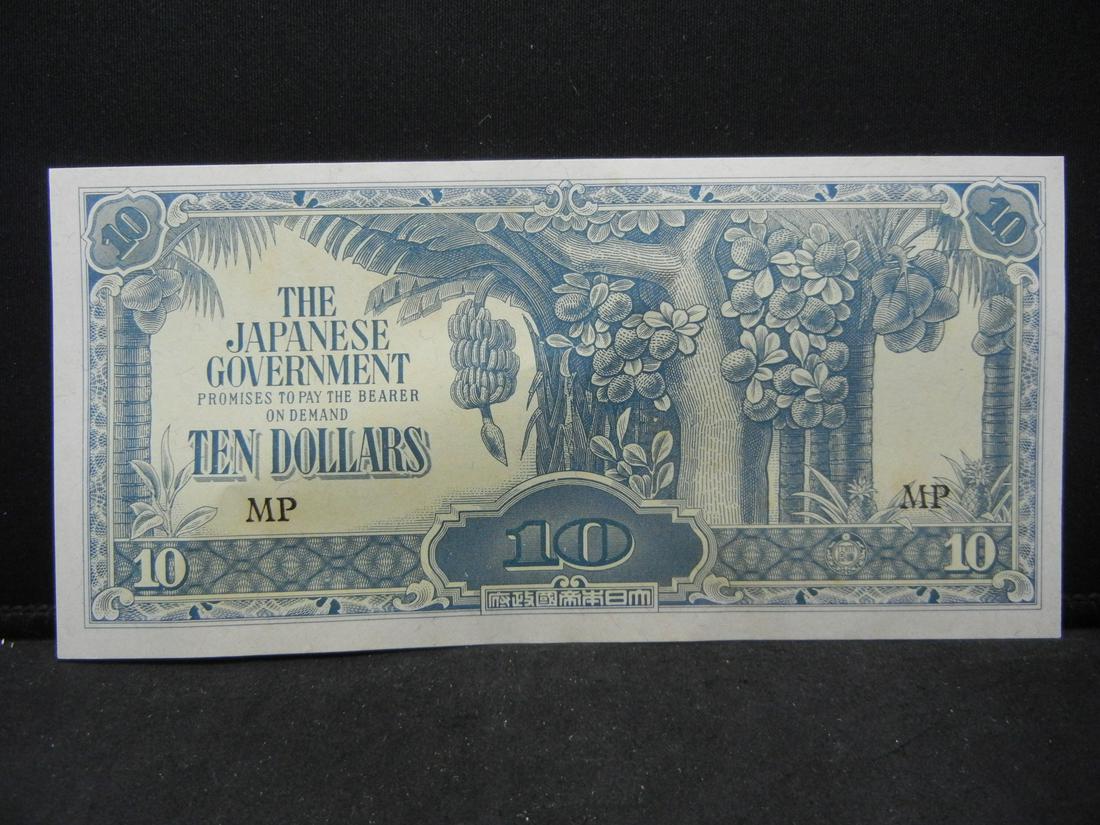 10
10
THE
JAPANESE
GOVERNMENT
PROMISES TO PAY THE BEARER
ON DEMAND
TEN DOLLARS
MP
MP
10
10
10
府政國帝本日大